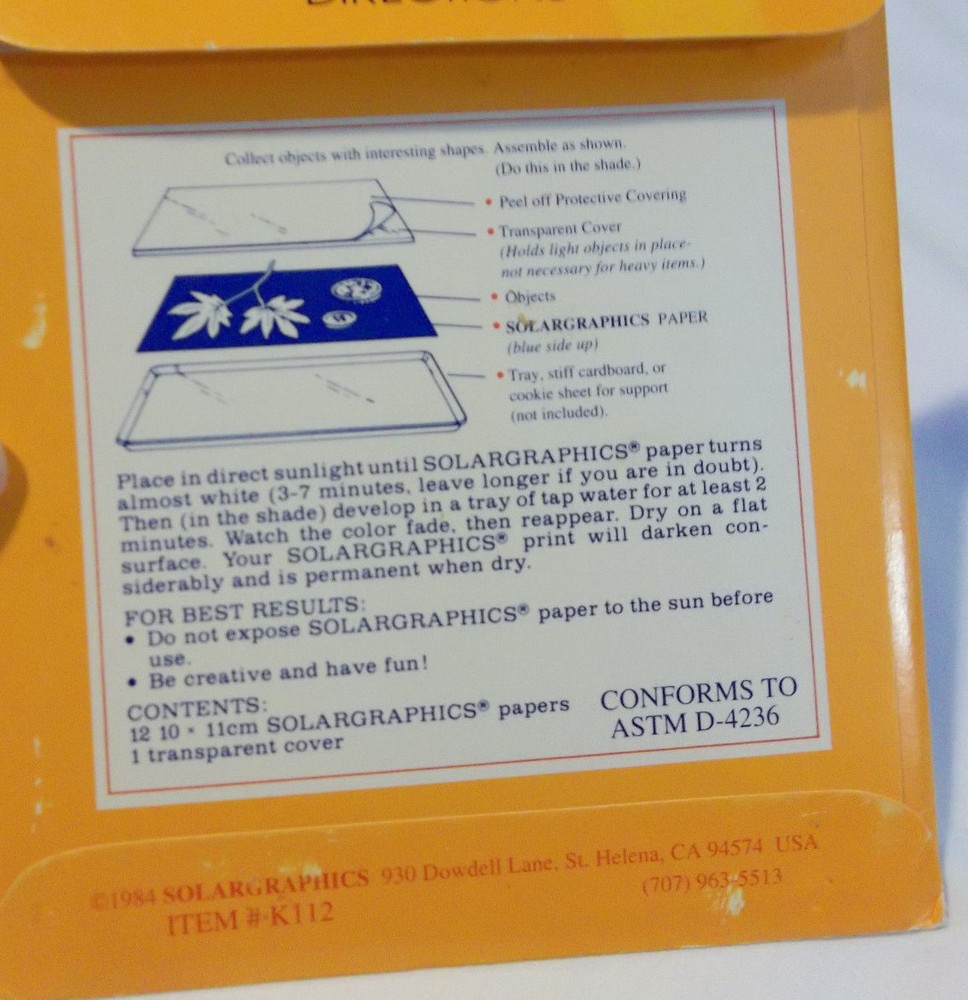 DIRECTIONS
Collect objects with interesting shapes. Assemble as shown.
(Do this in the shade.)
• Peel off Protective Covering
• Transparent Cover
(Holds light objects in place-
not necessary for heavy items.)
• Objects
• SOLARGRAPHICS PAPER
(blue side up)
• Tray, stiff cardboard, or
cookie sheet for support
(not included).
Place in direct sunlight until SOLARGRAPHICS® paper turns
almost white (3-7 minutes, leave longer if you are in doubt).
Then (in the shade) develop in a tray of tap water for at least 2
minutes. Watch the color fade, then reappear. Dry on a flat
surface. Your SOLARGRAPHICS® print will darken con-
siderably and is permanent when dry.
FOR BEST RESULTS:
• Do not expose SOLARGRAPHICS® paper to the sun before
use.
• Be creative and have fun!
CONTENTS:
12 10 × 11cm SOLARGRAPHICS® papers
1 transparent cover
CONFORMS TO
ASTM D-4236
©1984 SOLARGRAPHICS 930 Dowdell Lane, St. Helena, CA 94574 USA
(707) 963-5513
ITEM #-K112